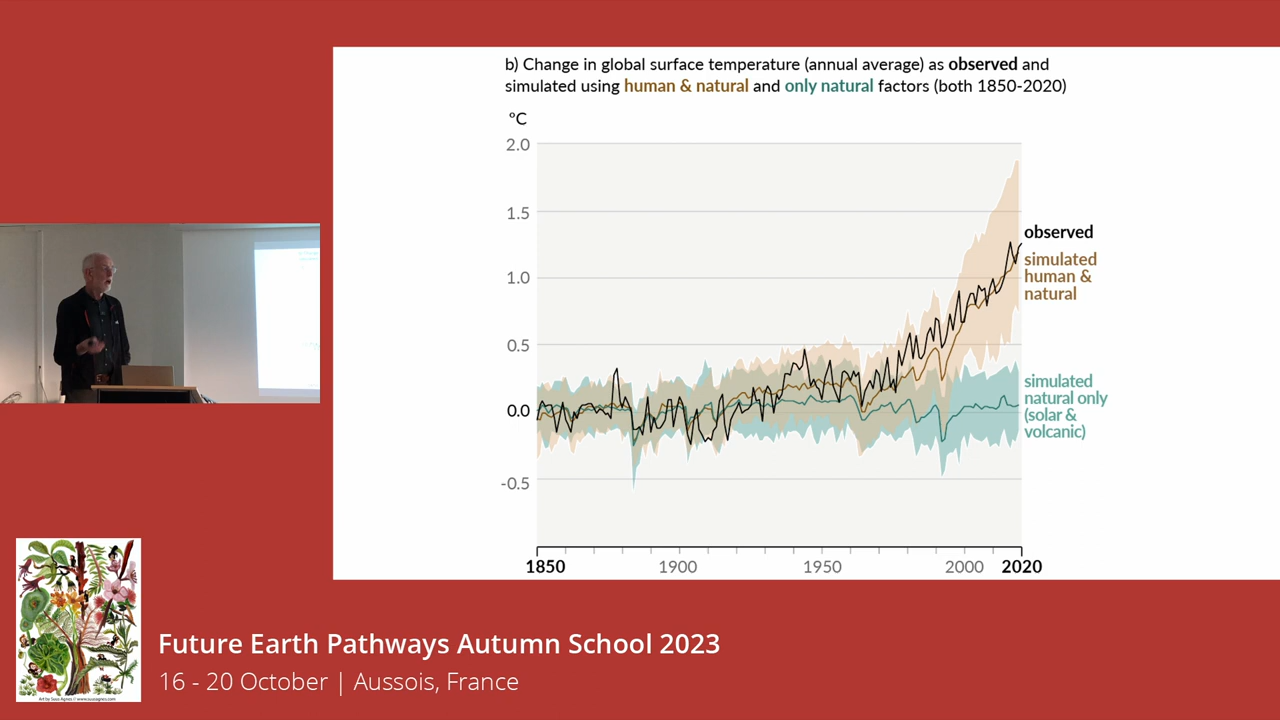 b) Change in global surface temperature (annual average) as observed and
simulated using human & natural and only natural factors (both 1850-2020)
ºC
2.0
1.5
1.0
0.5
0.0
-0.5
1850
1900
1950
2000
2020
observed
simulated
human &
natural
simulated
natural only
(solar &
volcanic)
Future Earth Pathways Autumn School 2023
16 - 20 October | Aussois, France